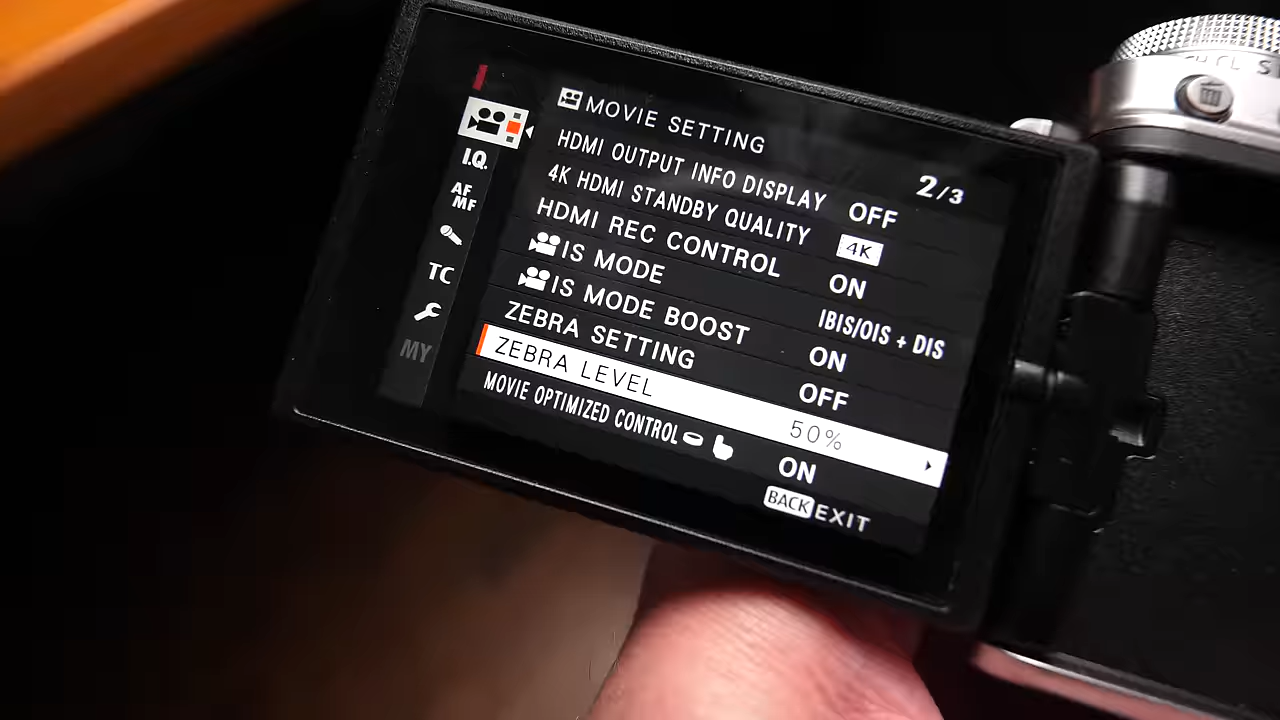 MOVIE SETTING
2/3
HDMI OUTPUT INFO DISPLAY OFF
4K HDMI STANDBY QUALITY 4K
HDMI REC CONTROL ON
IS MODE IBIS/OIS + DIS
IS MODE BOOST ON
ZEBRA SETTING OFF
ZEBRA LEVEL 50%
MOVIE OPTIMIZED CONTROL ON
BACK EXIT
I.Q.
AF
MF
TC
MY
CH CL S